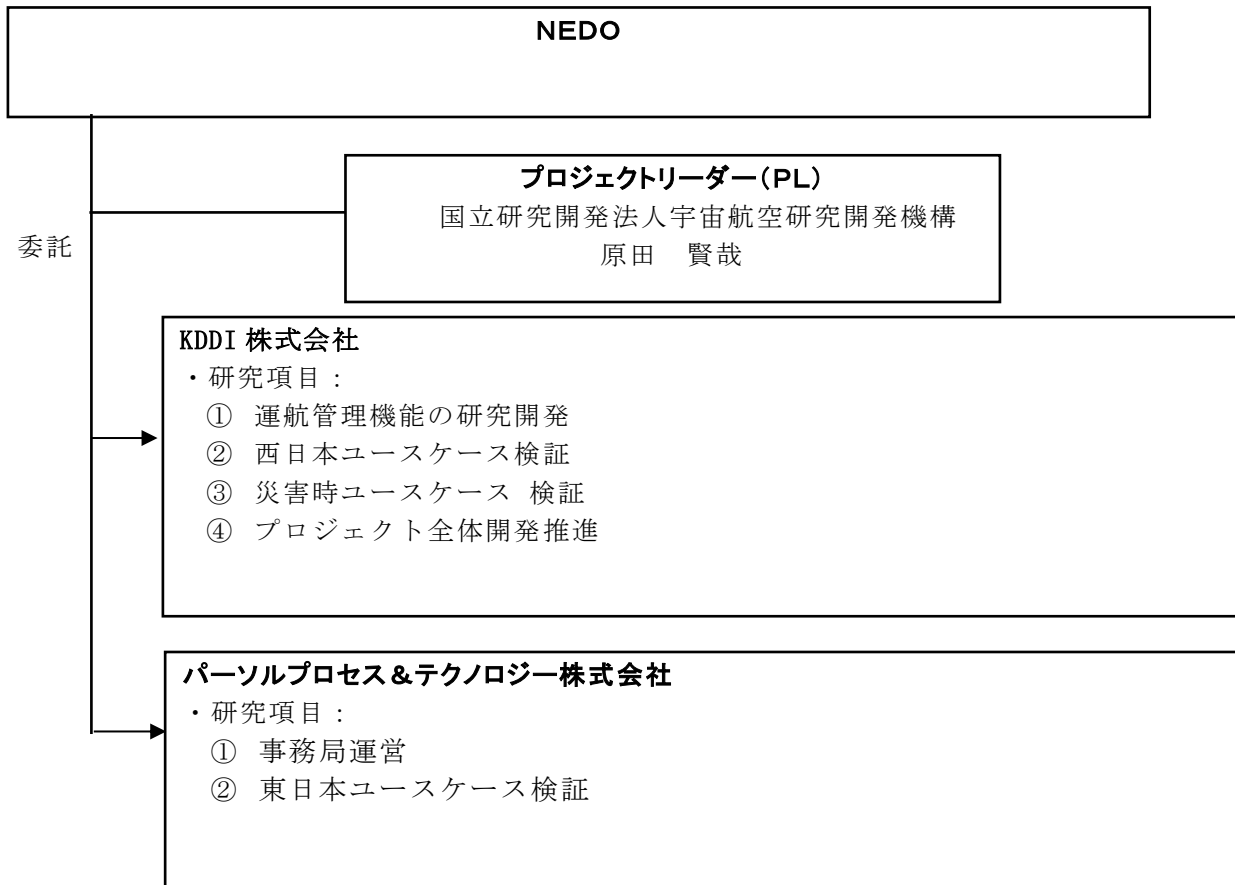 NEDO
プロジェクトリーダー(PL)
国立研究開発法人宇宙航空研究開発機構
原田 賢哉
委託
KDDI 株式会社
・研究項目：
① 運航管理機能の研究開発
② 西日本ユースケース検証
③ 災害時ユースケース 検証
④ プロジェクト全体開発推進
パーソルプロセス＆テクノロジー株式会社
・研究項目：
① 事務局運営
② 東日本ユースケース検証